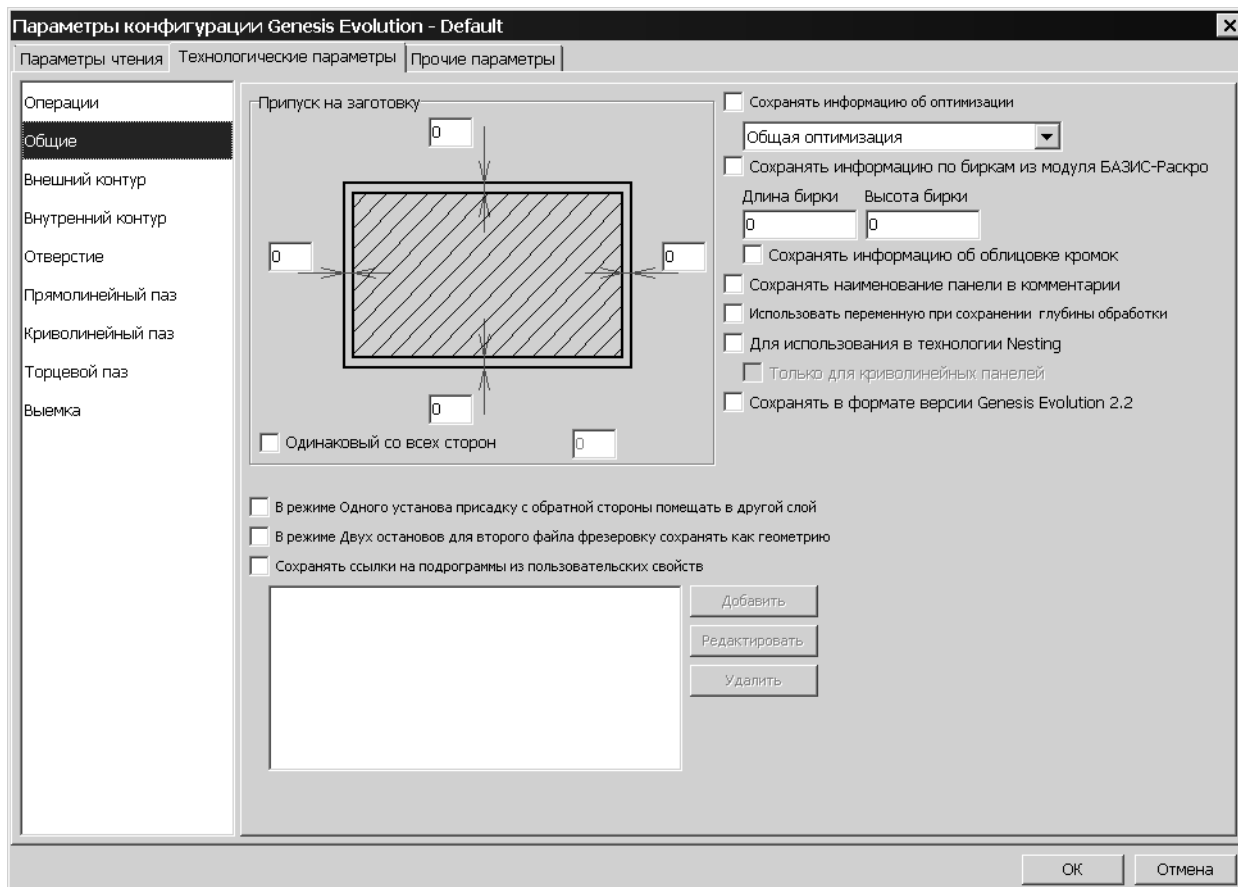 Параметры конфигурации Genesis Evolution - Default
Параметры чтения Технологические параметры Прочие параметры
Операции
Общие
Внешний контур
Внутренний контур
Отверстие
Прямолинейный паз
Криволинейный паз
Торцевой паз
Выемка
Припуск на заготовку
0
0
0
0
Одинаковый со всех сторон 0
Сохранять информацию об оптимизации
Общая оптимизация
Сохранять информацию по биркам из модуля БАЗИС-Раскро
Длина бирки Высота бирки
0 0
Сохранять информацию об облицовке кромок
Сохранять наименование панели в комментарии
Использовать переменную при сохранении глубины обработки
Для использования в технологии Nesting
Только для криволинейных панелей
Сохранять в формате версии Genesis Evolution 2.2
В режиме Одного установа присадку с обратной стороны помещать в другой слой
В режиме Двух остановов для второго файла фрезеровку сохранять как геометрию
Сохранять ссылки на подрограммы из пользовательских свойств
Добавить
Редактировать
Удалить
ОК Отмена